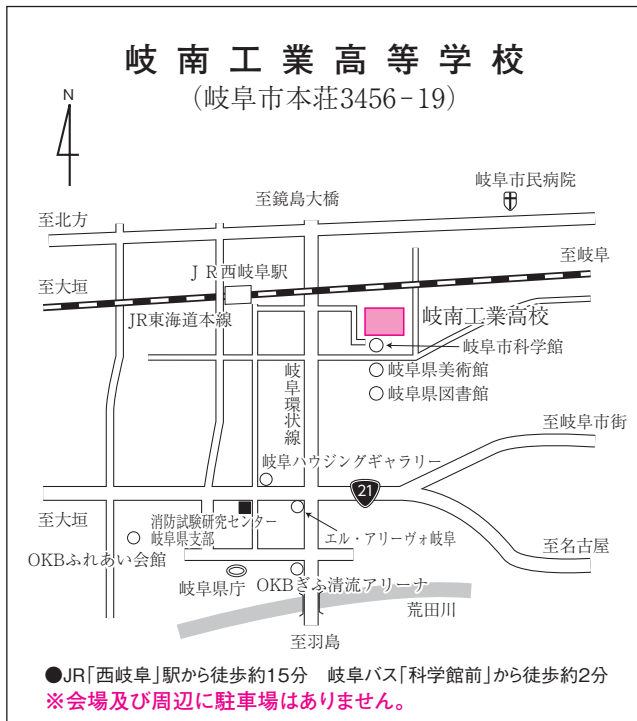 岐南工業高等学校
(岐阜市本荘3456-19)
N
岐阜市民病院
至鏡島大橋
至北方
至岐阜
JR西岐阜駅
至大垣
JR東海道本線
岐南工業高校
岐阜市科学館
岐阜県美術館
岐阜県図書館
岐阜環状線
至岐阜市街
岐阜ハウジングギャラリー
21
至大垣
消防試験研究センター
岐阜県支部
エル・アリーヴォ岐阜
至名古屋
OKBふれあい会館
岐阜県庁
OKBぎふ清流アリーナ
荒田川
至羽島
●JR「西岐阜」駅から徒歩約15分 岐阜バス「科学館前」から徒歩約2分
※会場及び周辺に駐車場はありません。